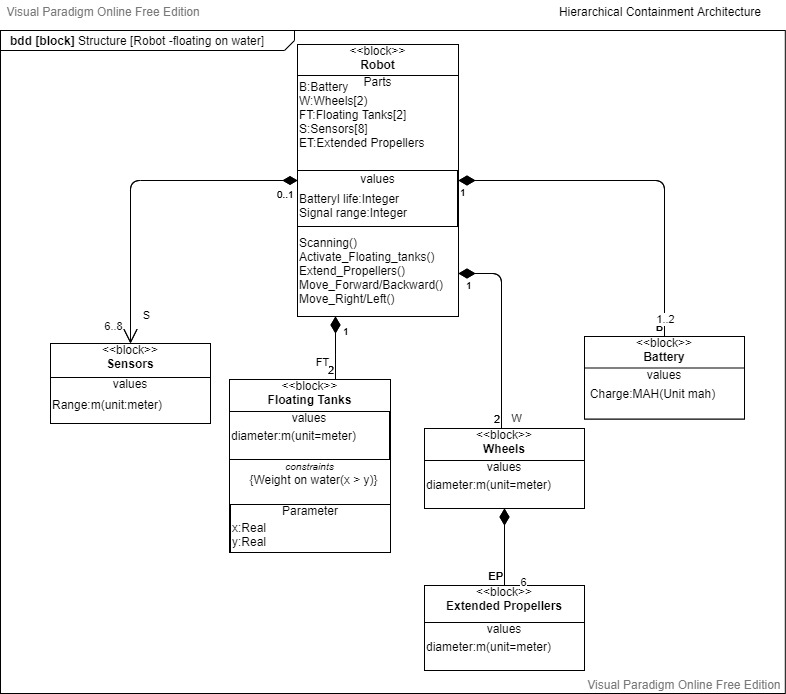 Visual Paradigm Online Free Edition
Hierarchical Containment Architecture
bdd [block] Structure [Robot -floating on water]
<<block>>
Robot
Parts
B:Battery
W:Wheels[2)
FT:Floating Tanks[2]
S:Sensors[8]
ET:Extended Propellers
values
Batteryl life:Integer
Signal range:Integer
Scanning()
Activate_Floating_tanks()
Extend_Propellers()
Move_Forward/Backward()
Move_Right/Left()
0..1
1
1
1
S
6..8
<<block>>
Sensors
values
Range:m(unit:meter)
FT
2
<<block>>
Floating Tanks
values
diameter:m(unit=meter)
constraints
{Weight on water(x > y)}
Parameter
x:Real
y:Real
1..2
B
<<block>>
Battery
values
Charge:MAH(Unit mah)
2 W
<<block>>
Wheels
values
diameter:m(unit=meter)
EP
6
<<block>>
Extended Propellers
values
diameter:m(unit=meter)
Visual Paradigm Online Free Edition